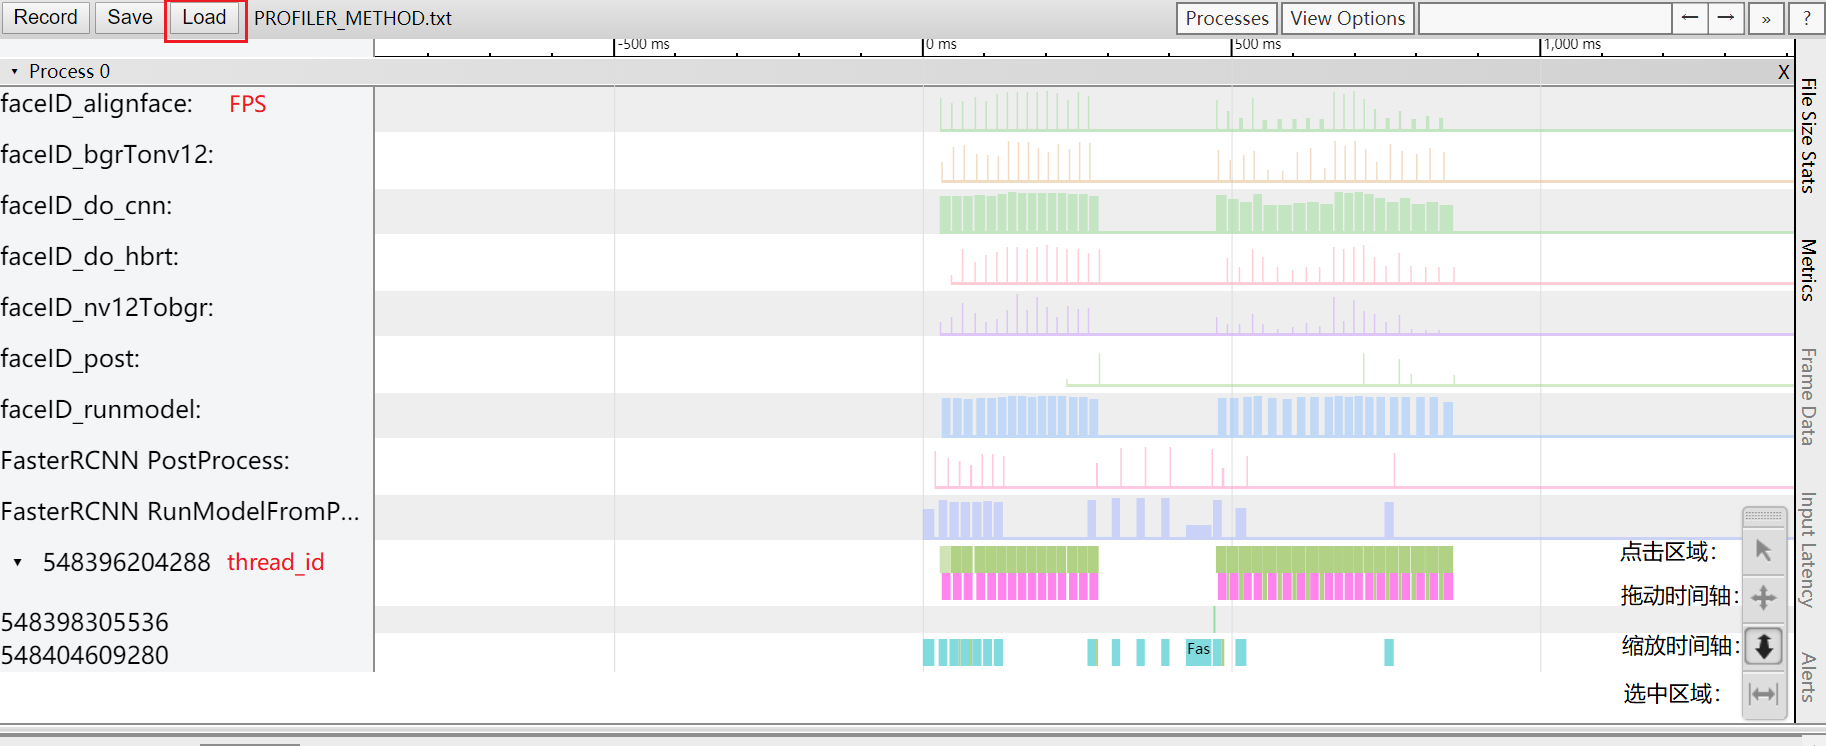 Record Save Load PROFILER_METHOD.txt Processes View Options ← → » ?
-500 ms 0 ms 500 ms 1,000 ms
▾ Process 0 X
faceID_alignface: FPS
faceID_bgrTonv12:
faceID_do_cnn:
faceID_do_hbrt:
faceID_nv12Tobgr:
faceID_post:
faceID_runmodel:
FasterRCNN PostProcess:
FasterRCNN RunModelFromP...
▾ 548396204288 thread_id
548398305536
548404609280
Fas
点击区域:
拖动时间轴:
缩放时间轴:
选中区域:
File Size Stats
Metrics
Frame Data
Input Latency
Alerts